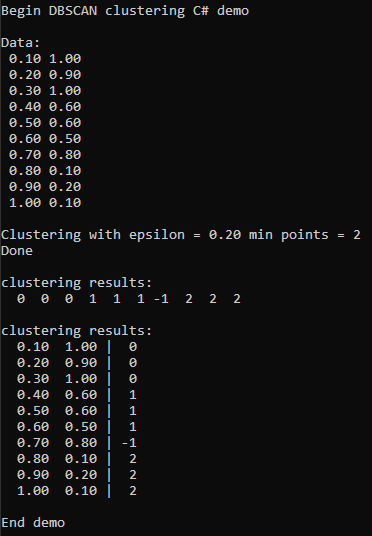 Begin DBSCAN clustering C# demo
Data:
0.10 1.00
0.20 0.90
0.30 1.00
0.40 0.60
0.50 0.60
0.60 0.50
0.70 0.80
0.80 0.10
0.90 0.20
1.00 0.10
Clustering with epsilon = 0.20 min points = 2
Done
clustering results:
0 0 0 1 1 1 -1 2 2 2
clustering results:
0.10 1.00 | 0
0.20 0.90 | 0
0.30 1.00 | 0
0.40 0.60 | 1
0.50 0.60 | 1
0.60 0.50 | 1
0.70 0.80 | -1
0.80 0.10 | 2
0.90 0.20 | 2
1.00 0.10 | 2
End demo